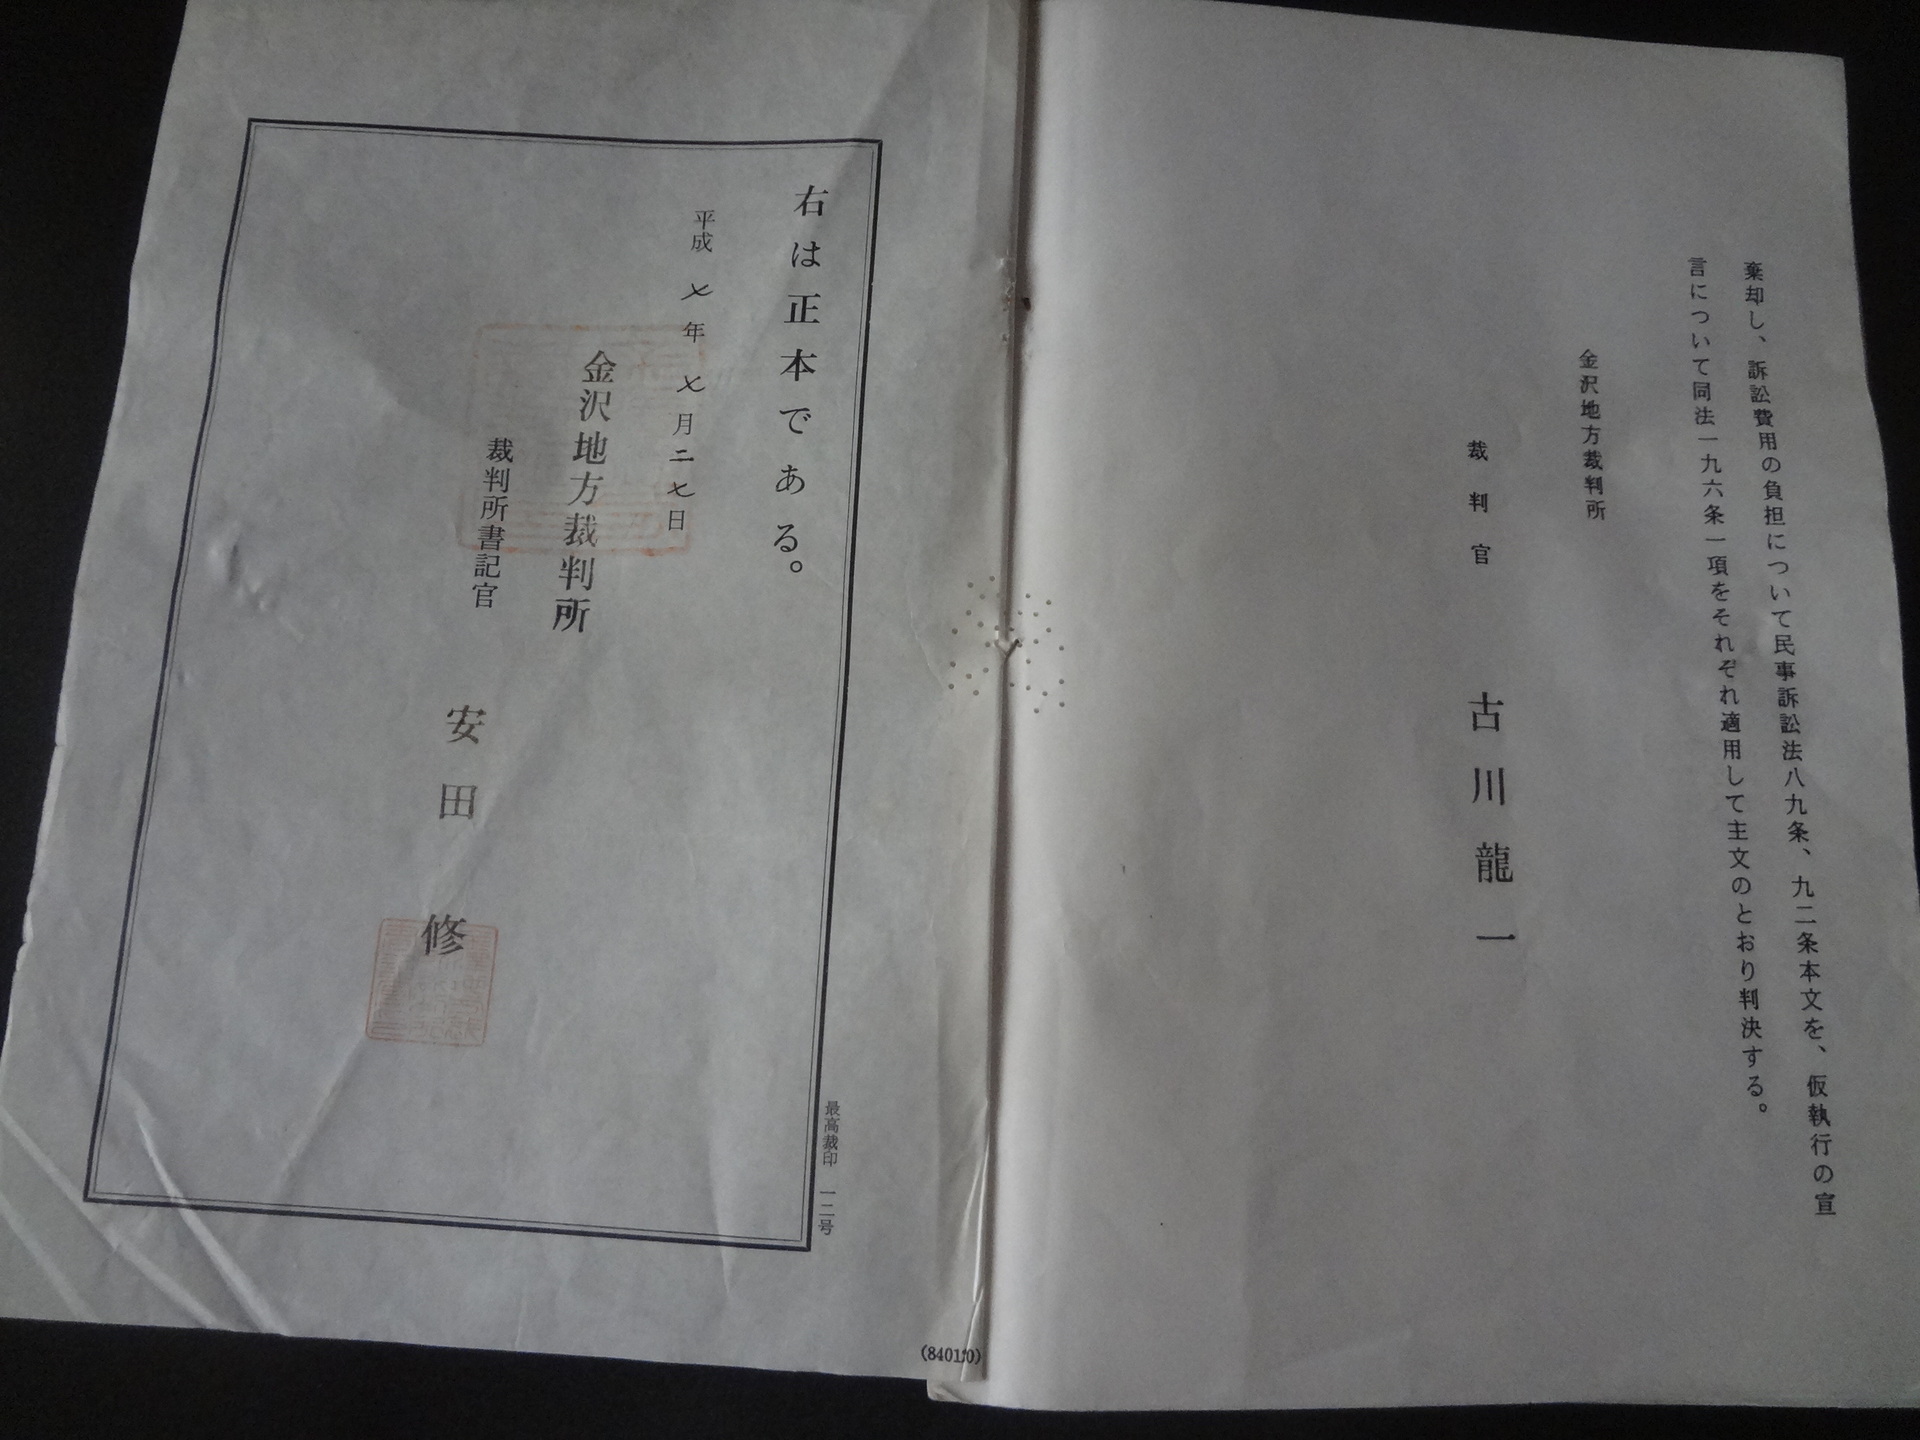 棄却し、訴訟費用の負担について民事訴訟法八九条、九二条本文を、仮執行の宣
言について同法一九六条一項をそれぞれ適用して主文のとおり判決する。
金沢地方裁判所
裁判官 古川龍一
右は正本である。
平成七年七月二七日
金沢地方裁判所
裁判所書記官 安田修
最高裁印 一二号